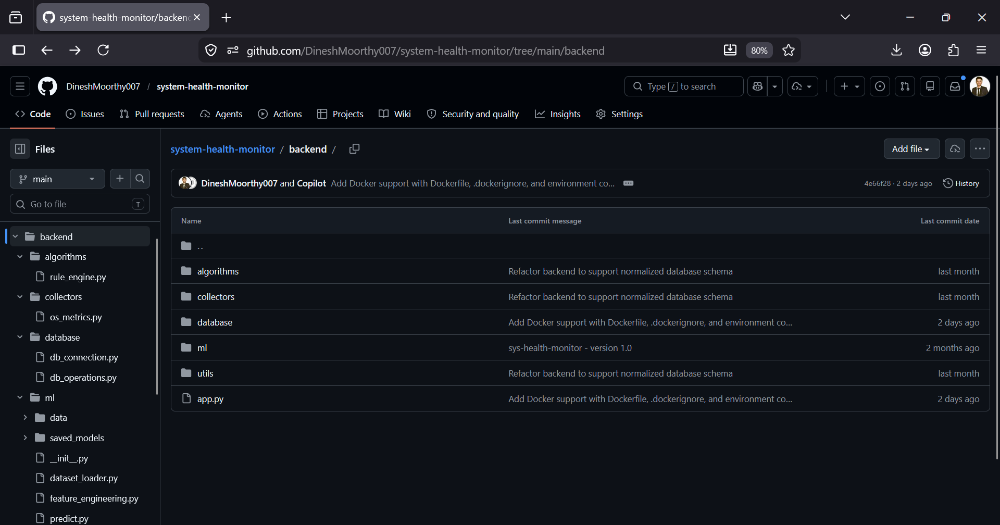 system-health-monitor/backend
github.com/DineshMoorthy007/system-health-monitor/tree/main/backend
80%
DineshMoorthy007 / system-health-monitor
Type / to search
Code Issues Pull requests Agents Actions Projects Wiki Security and quality Insights Settings
Files
system-health-monitor / backend /
Add file
main
DineshMoorthy007 and Copilot Add Docker support with Dockerfile, .dockerignore, and environment co...
4e66f28 · 2 days ago
History
Go to file T
Name Last commit message Last commit date
..
algorithms Refactor backend to support normalized database schema last month
collectors Refactor backend to support normalized database schema last month
database Add Docker support with Dockerfile, .dockerignore, and environment co... 2 days ago
ml sys-health-monitor - version 1.0 2 months ago
utils Refactor backend to support normalized database schema last month
app.py Add Docker support with Dockerfile, .dockerignore, and environment co... 2 days ago
backend
algorithms
rule_engine.py
collectors
os_metrics.py
database
db_connection.py
db_operations.py
ml
data
saved_models
__init__.py
dataset_loader.py
feature_engineering.py
predict.py